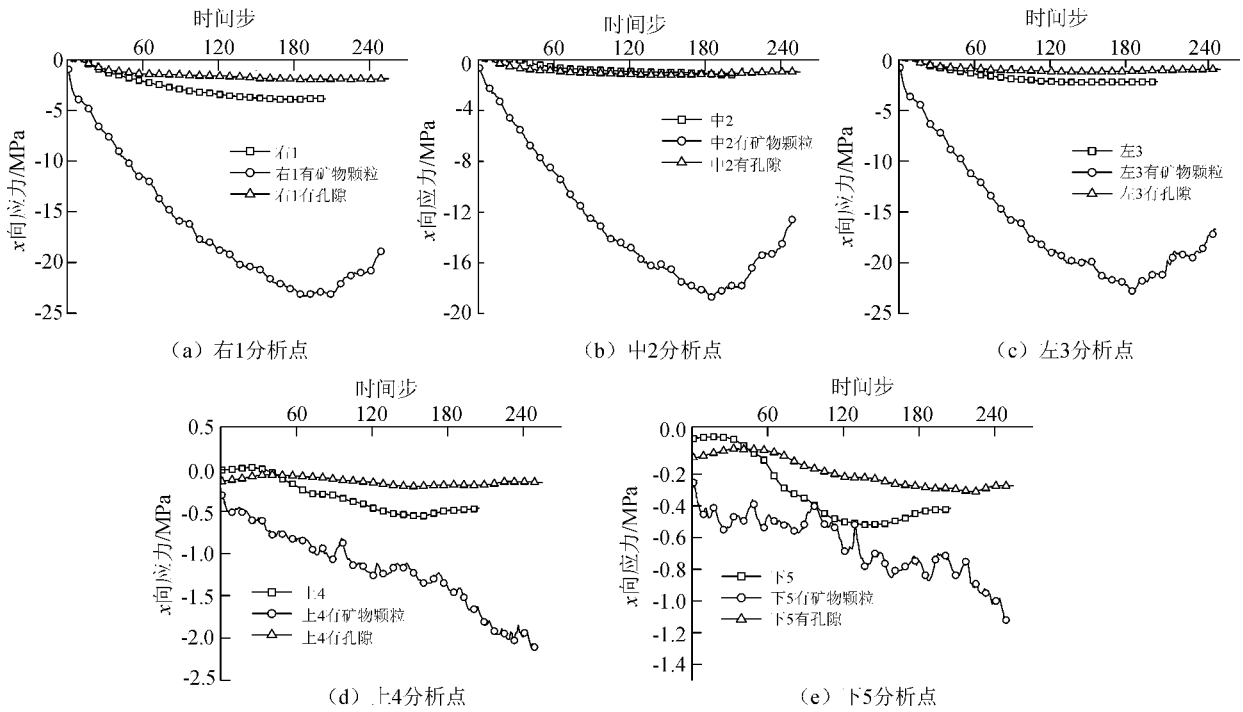 时间步
60 120 180 240
0
-5
-10
-15
-20
-25
x向应力/MPa
右1
右1有矿物颗粒
右1有孔隙
(a) 右1分析点
时间步
60 120 180 240
0
-4
-8
-12
-16
-20
x向应力/MPa
中2
中2有矿物颗粒
中2有孔隙
(b) 中2分析点
时间步
60 120 180 240
0
-5
-10
-15
-20
-25
x向应力/MPa
左3
左3有矿物颗粒
左3有孔隙
(c) 左3分析点
时间步
60 120 180 240
0.5
0.0
-0.5
-1.0
-1.5
-2.0
-2.5
x向应力/MPa
上4
上4有矿物颗粒
上4有孔隙
(d) 上4分析点
时间步
60 120 180 240
0.0
-0.2
-0.4
-0.6
-0.8
-1.0
-1.2
-1.4
x向应力/MPa
下5
下5有矿物颗粒
下5有孔隙
(e) 下5分析点